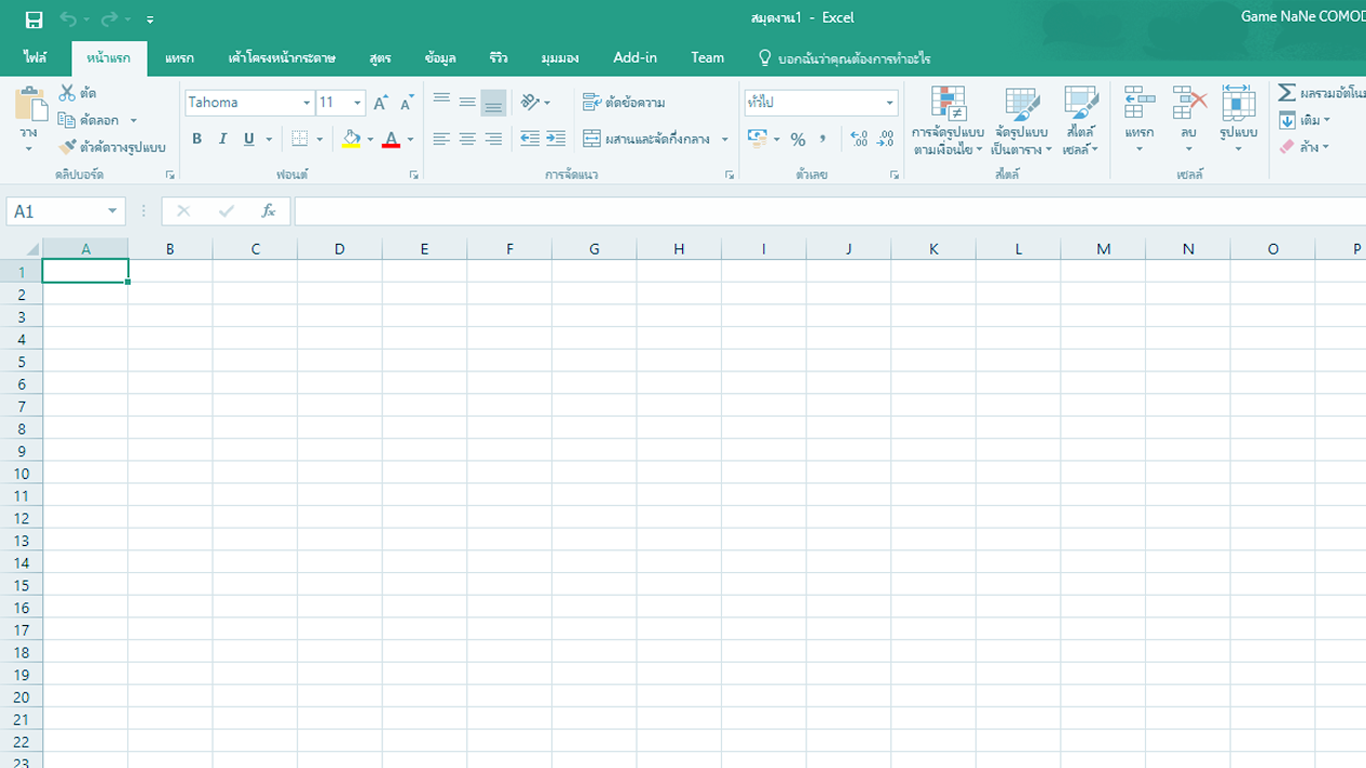 สมุดงาน1 - Excel
Game NaNe COMOD
ไฟล์ หน้าแรก แทรก เค้าโครงหน้ากระดาษ สูตร ข้อมูล รีวิว มุมมอง Add-in Team บอกฉันว่าคุณต้องการทำอะไร
วาง
ตัด
คัดลอก
ตัวคัดวางรูปแบบ
คลิปบอร์ด
Tahoma 11 A A
B I U A
ฟอนต์
ตัดข้อความ
ผสานและจัดกึ่งกลาง
การจัดแนว
ทั่วไป
% , .00 .00
ตัวเลข
การจัดรูปแบบ
ตามเงื่อนไข
จัดรูปแบบ
เป็นตาราง
สไตล์
เซลล์
สไตล์
แทรก ลบ รูปแบบ
เซลล์
Σ ผลรวมอัตโนม
เติม
ล้าง
A1 fx
A B C D E F G H I J K L M N O P
1
2
3
4
5
6
7
8
9
10
11
12
13
14
15
16
17
18
19
20
21
22
23